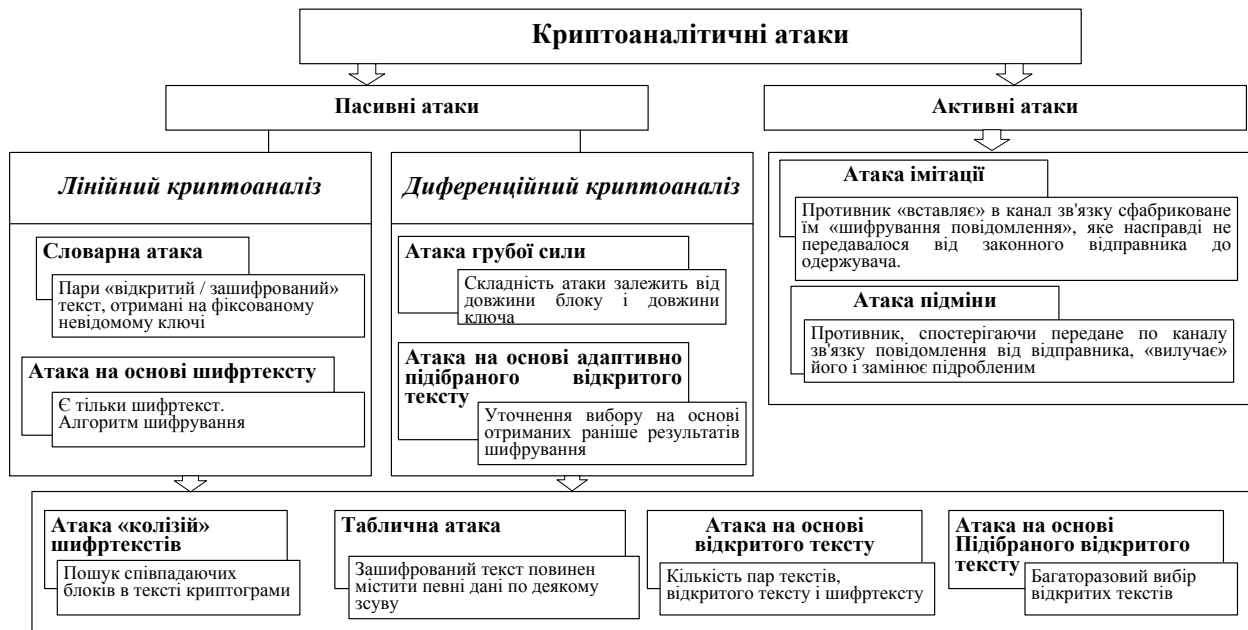 Криптоаналітичні атаки
Пасивні атаки
Активні атаки
Лінійний криптоаналіз
Словарна атака
Пари «відкритий / зашифрований»
текст, отримані на фіксованому
невідомому ключі
Атака на основі шифртексту
Є тільки шифртекст.
Алгоритм шифрування
Диференційний криптоаналіз
Атака грубої сили
Складність атаки залежить від
довжини блоку і довжини
ключа
Атака на основі адаптивно
підібраного відкритого
тексту
Уточнення вибору на основі
отриманих раніше результатів
шифрування
Атака імітації
Противник «вставляє» в канал зв'язку сфабриковане
їм «шифрування повідомлення», яке насправді не
передавалося від законного відправника до
одержувача.
Атака підміни
Противник, спостерігаючи передане по каналу
зв'язку повідомлення від відправника, «вилучає»
його і замінює підробленим
Атака «колізій»
шифртекстів
Пошук співпадаючих
блоків в тексті криптограми
Таблична атака
Зашифрований текст повинен
містити певні дані по деякому
зсуву
Атака на основі
відкритого тексту
Кількість пар текстів,
відкритого тексту і шифртексту
Атака на основі
Підібраного відкритого
тексту
Багаторазовий вибір
відкритих текстів